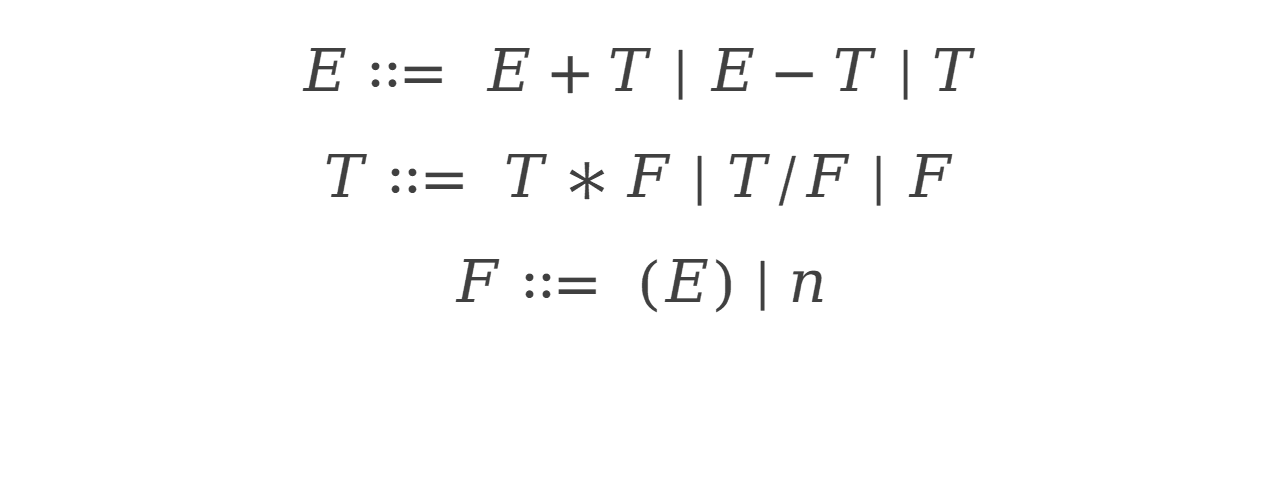 E ::= E + T | E − T | T
T ::= T ∗ F | T / F | F
F ::= (E) | n